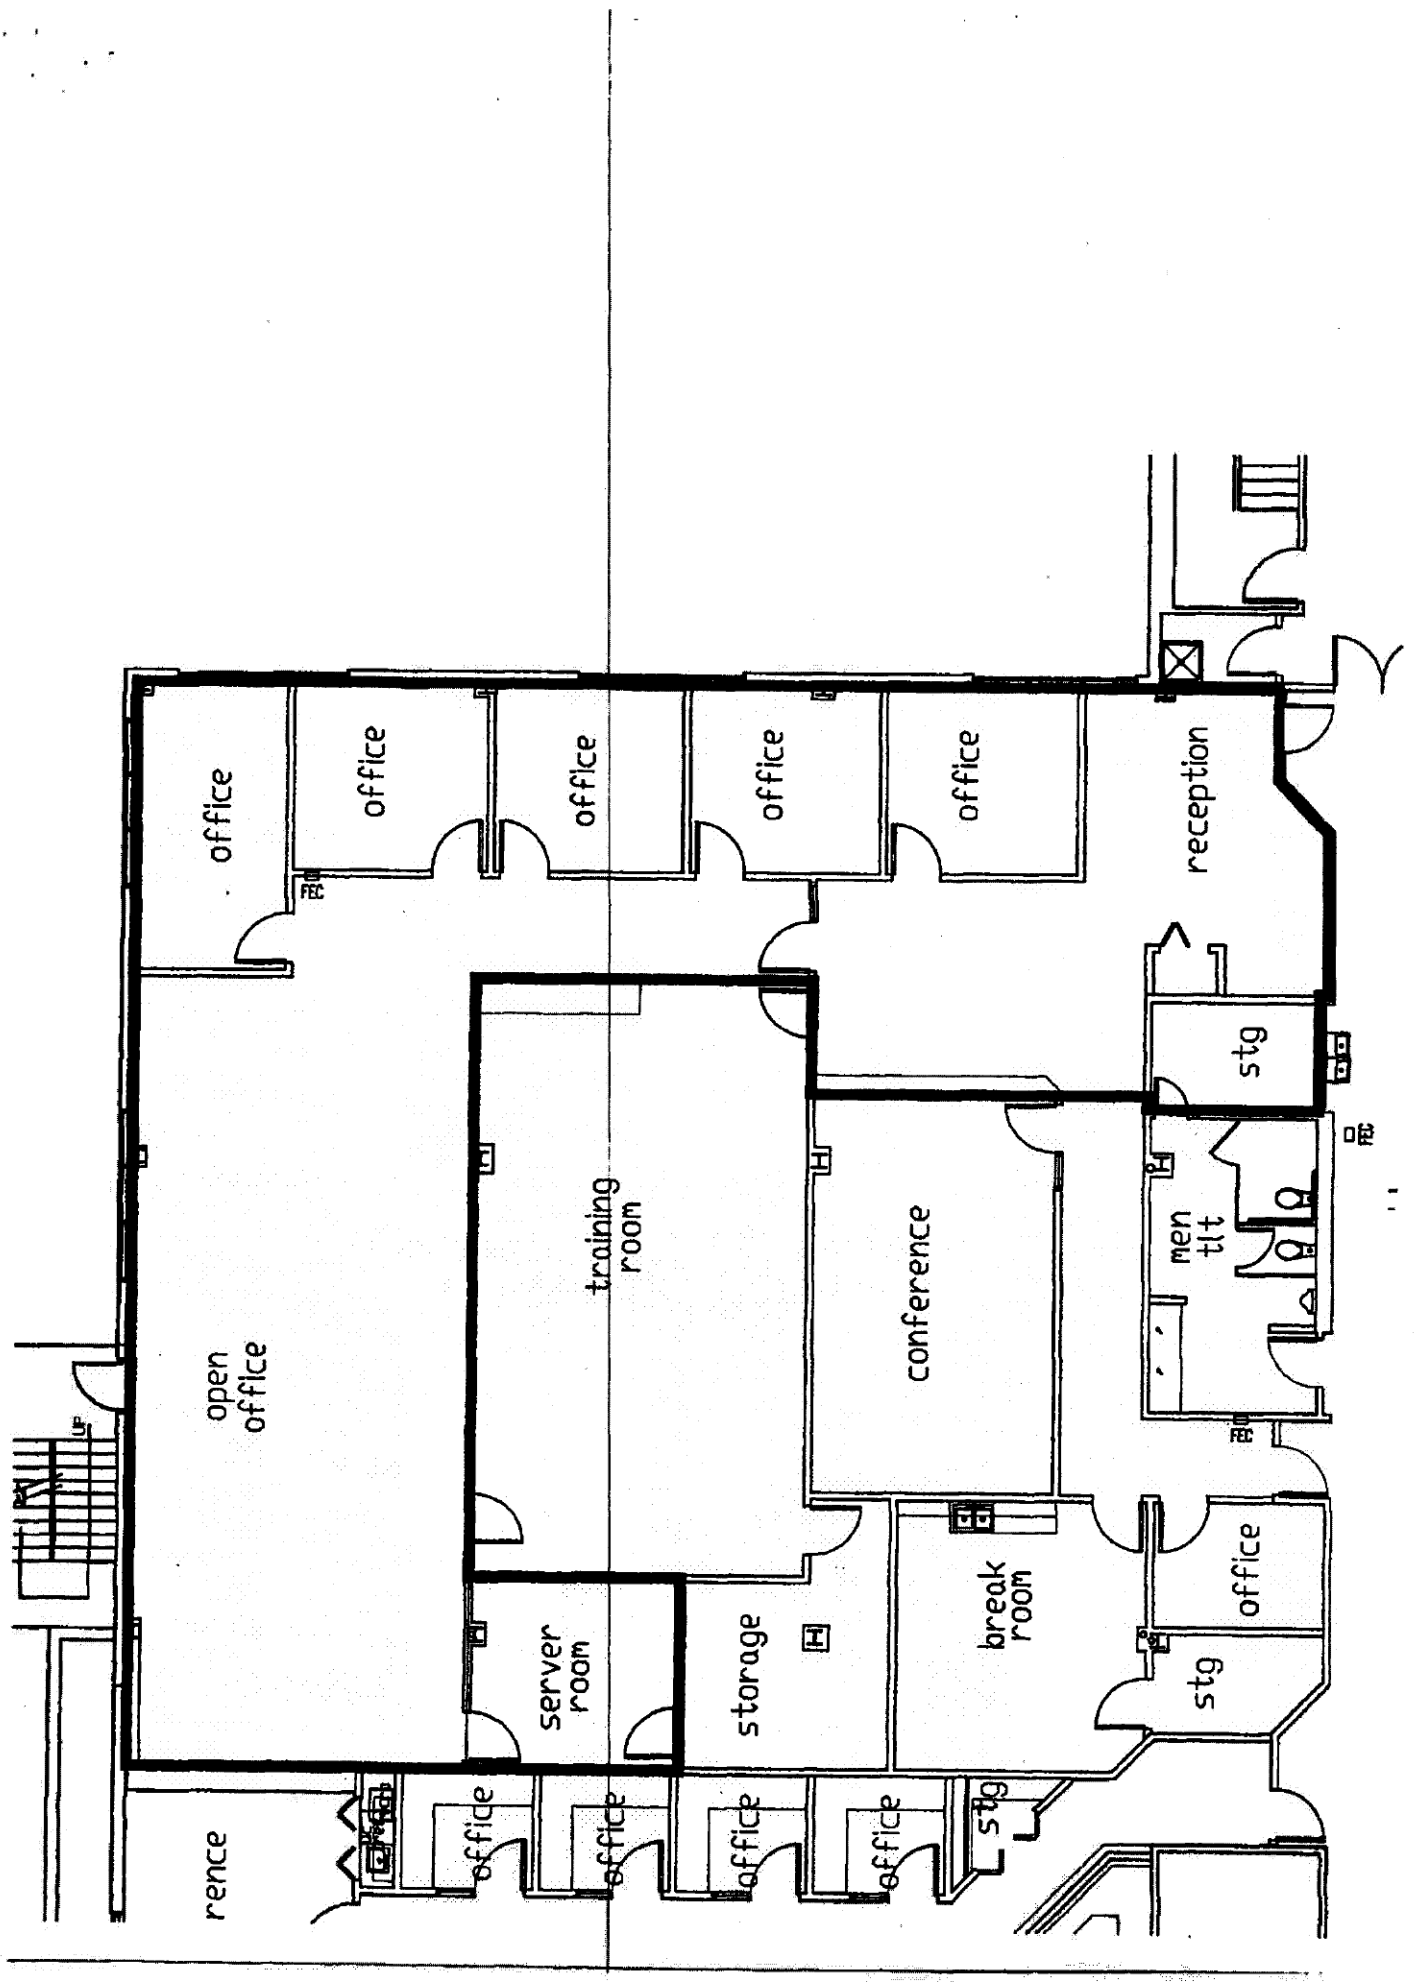 office
office
office
office
office
reception
FEC
stg
open
office
training
room
conference
men
tlt
FEC
UP
FEC
server
room
storage
break
room
office
stg
rence
office
office
office
office
stg